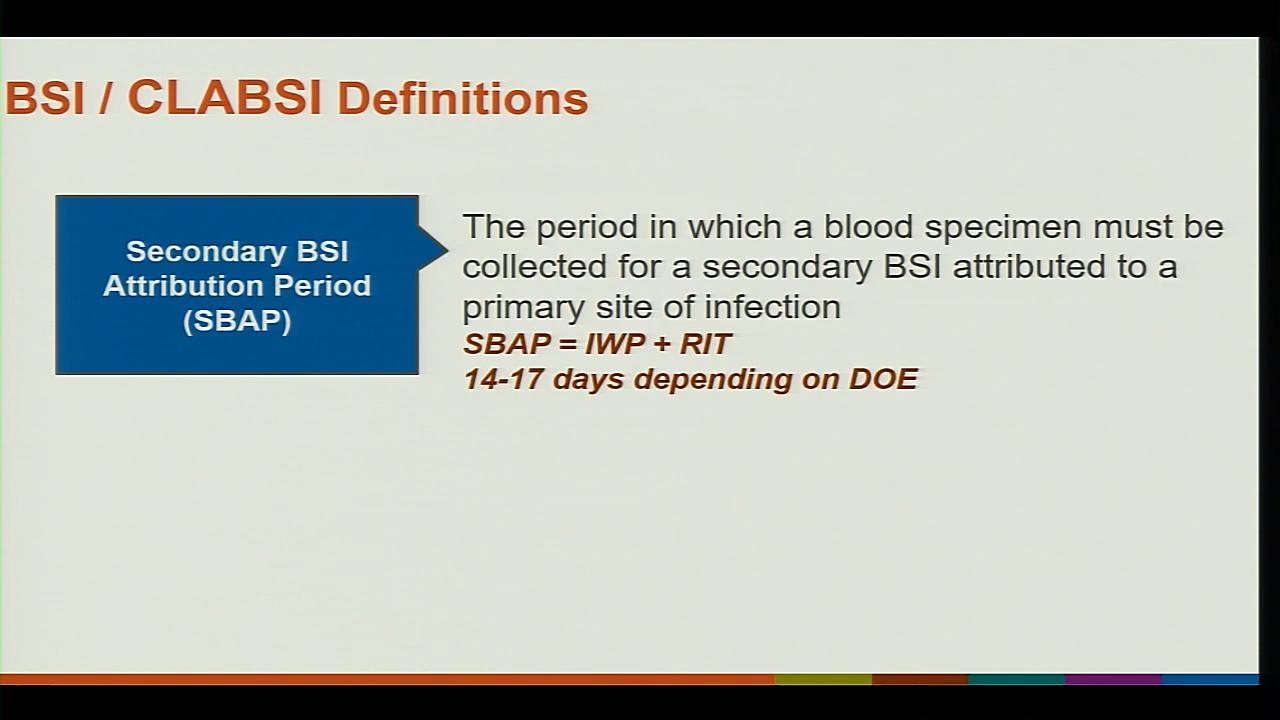 BSI / CLABSI Definitions
Secondary BSI
Attribution Period
(SBAP)
The period in which a blood specimen must be
collected for a secondary BSI attributed to a
primary site of infection
SBAP = IWP + RIT
14-17 days depending on DOE